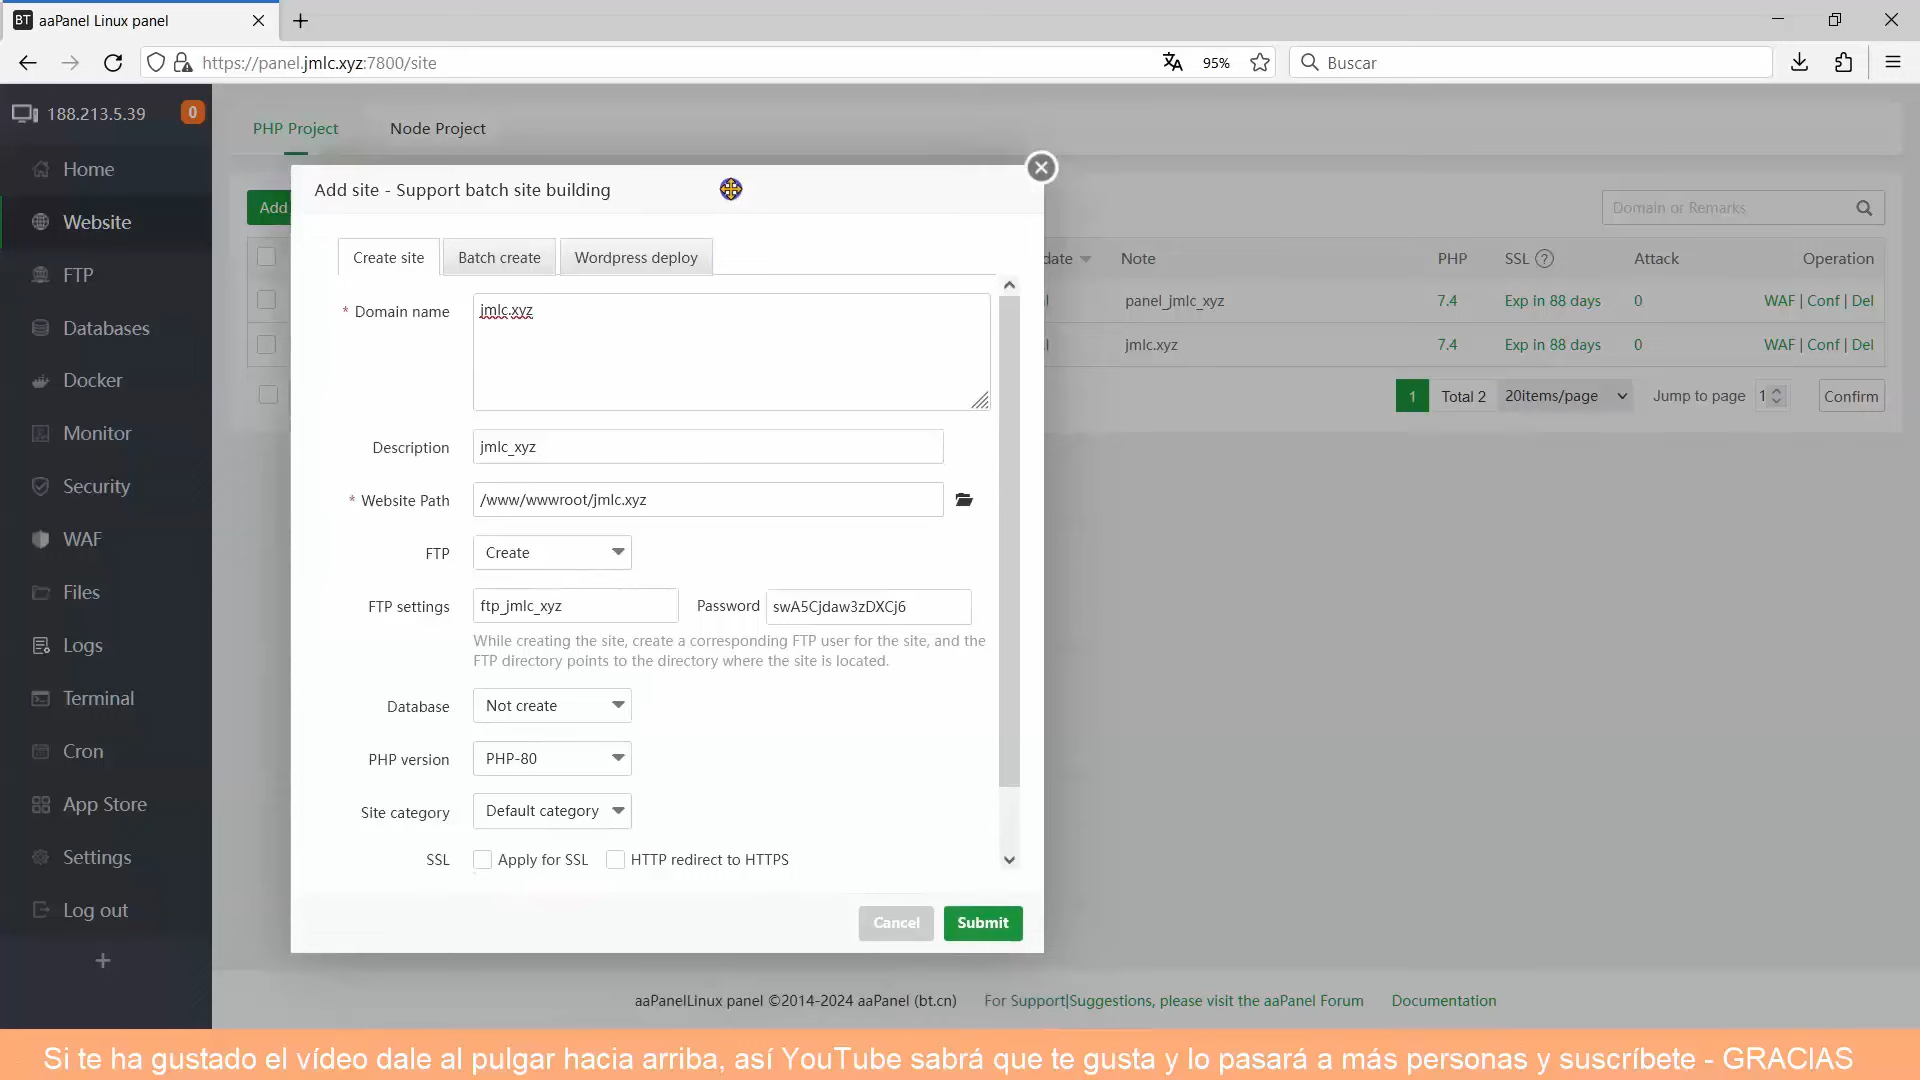 BT aaPanel Linux panel
https://panel.jmlc.xyz:7800/site
95%
Buscar
188.213.5.39
0
Home
Website
FTP
Databases
Docker
Monitor
Security
WAF
Files
Logs
Terminal
Cron
App Store
Settings
Log out
PHP Project
Node Project
Add
Domain or Remarks
date
Note
PHP
SSL
Attack
Operation
panel_jmlc_xyz
7.4
Exp in 88 days
0
WAF | Conf | Del
jmlc.xyz
7.4
Exp in 88 days
0
WAF | Conf | Del
1
Total 2
20items/page
Jump to page
1
Confirm
Add site - Support batch site building
Create site
Batch create
Wordpress deploy
* Domain name
jmlc.xyz
Description
jmlc_xyz
* Website Path
/www/wwwroot/jmlc.xyz
FTP
Create
FTP settings
ftp_jmlc_xyz
Password
swA5Cjdaw3zDXCj6
While creating the site, create a corresponding FTP user for the site, and the
FTP directory points to the directory where the site is located.
Database
Not create
PHP version
PHP-80
Site category
Default category
SSL
Apply for SSL
HTTP redirect to HTTPS
Cancel
Submit
aaPanelLinux panel ©2014-2024 aaPanel (bt.cn)
For Support|Suggestions, please visit the aaPanel Forum
Documentation
Si te ha gustado el vídeo dale al pulgar hacia arriba, así YouTube sabrá que te gusta y lo pasará a más personas y suscríbete - GRACIAS